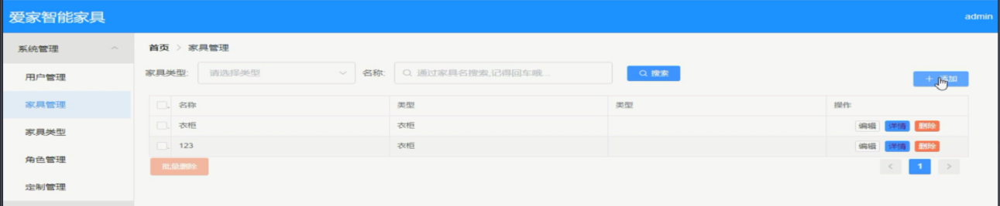 爱家智能家具 admin
系统管理
用户管理
家具管理
家具类型
角色管理
定制管理
首页 > 家具管理
家具类型: 请选择类型 名称: 通过家具名搜索,记得回车哦... 搜索
+ 加
名称 类型 类型 操作
衣柜 衣柜 编辑 详情 删除
123 衣柜 编辑 详情 删除
批量删除 < 1 >